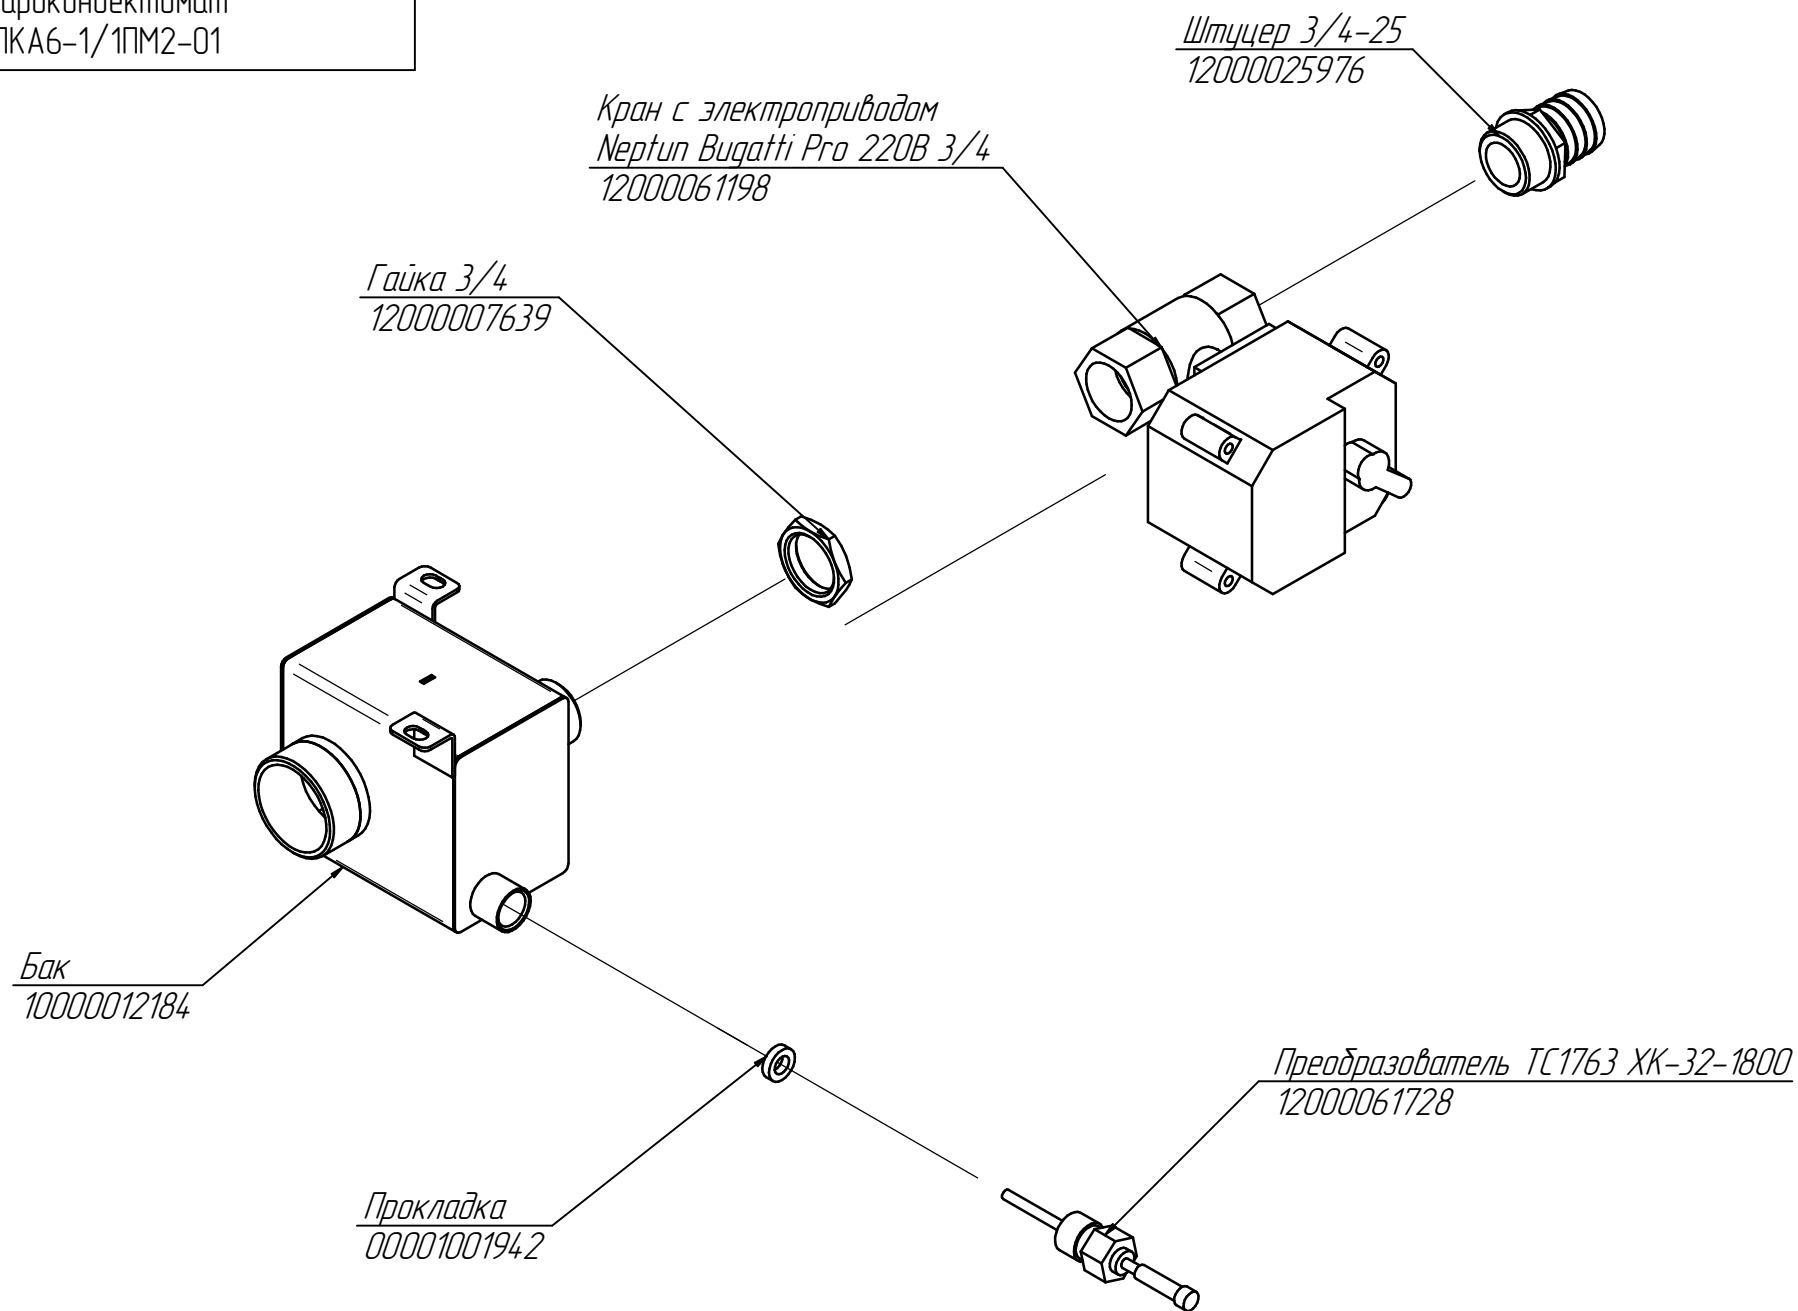 ПКА6-1/1ПМ2-01
Штуцер 3/4-25
12000025976
Кран с электроприводом
Neptun Bugatti Pro 220В 3/4
12000061198
Гайка 3/4
12000007639
Бак
10000012184
Преобразователь ТС1763 ХК-32-1800
12000061728
Прокладка
00001001942